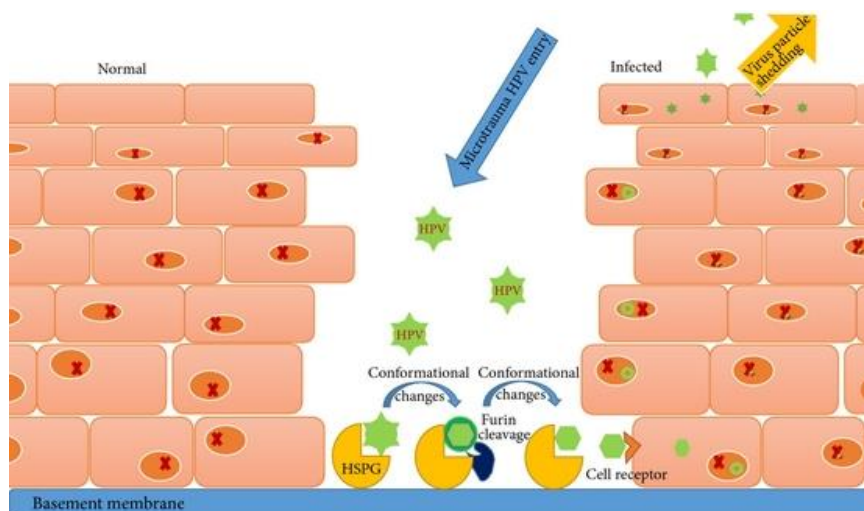 Normal
Microtrauma HPV entry
Infected
Virus particle
shedding
HPV
HPV
HPV
Conformational
changes
Conformational
changes
Furin
cleavage
HSPG
Cell receptor
Basement membrane